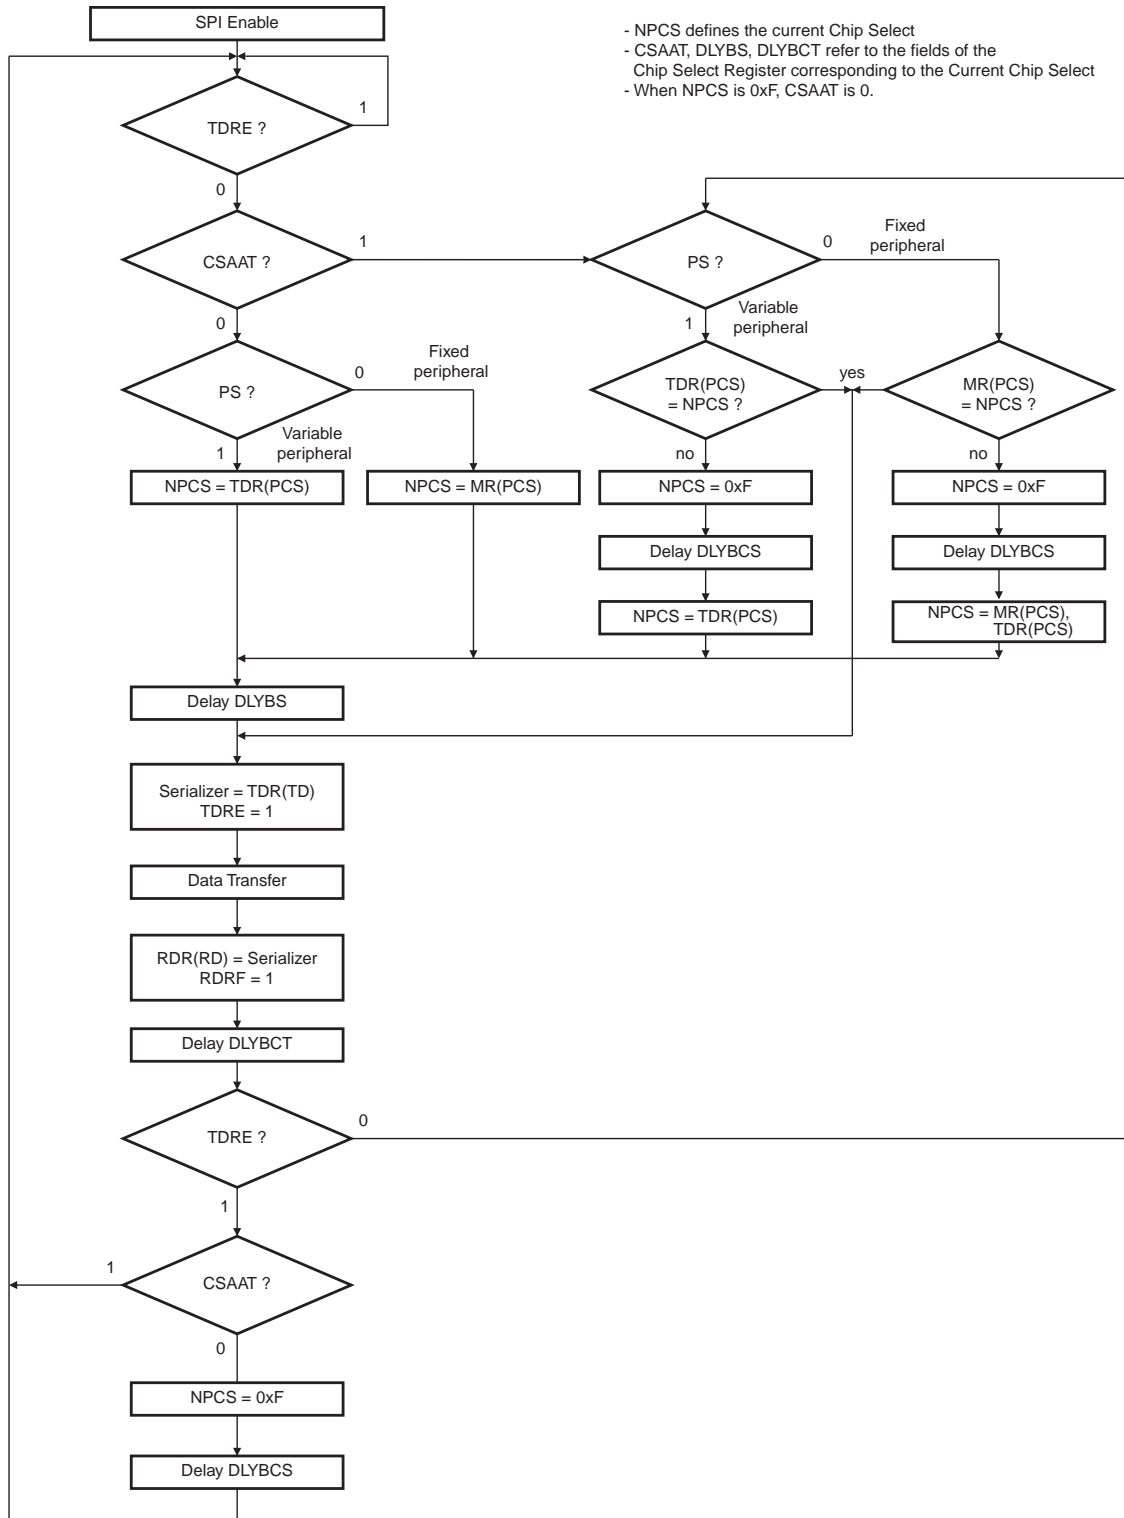 SPI Enable
- NPCS defines the current Chip Select
- CSAAT, DLYBS, DLYBCT refer to the fields of the
Chip Select Register corresponding to the Current Chip Select
- When NPCS is 0xF, CSAAT is 0.
TDRE ?
1
0
CSAAT ?
1
0
PS ?
0
Fixed
peripheral
1
Variable
peripheral
PS ?
0
Fixed
peripheral
1
Variable
peripheral
TDR(PCS)
= NPCS ?
yes
MR(PCS)
= NPCS ?
no
no
NPCS = TDR(PCS)
NPCS = MR(PCS)
NPCS = 0xF
NPCS = 0xF
Delay DLYBCS
Delay DLYBCS
NPCS = TDR(PCS)
NPCS = MR(PCS),
TDR(PCS)
Delay DLYBS
Serializer = TDR(TD)
TDRE = 1
Data Transfer
RDR(RD) = Serializer
RDRF = 1
Delay DLYBCT
TDRE ?
0
1
CSAAT ?
1
0
NPCS = 0xF
Delay DLYBCS